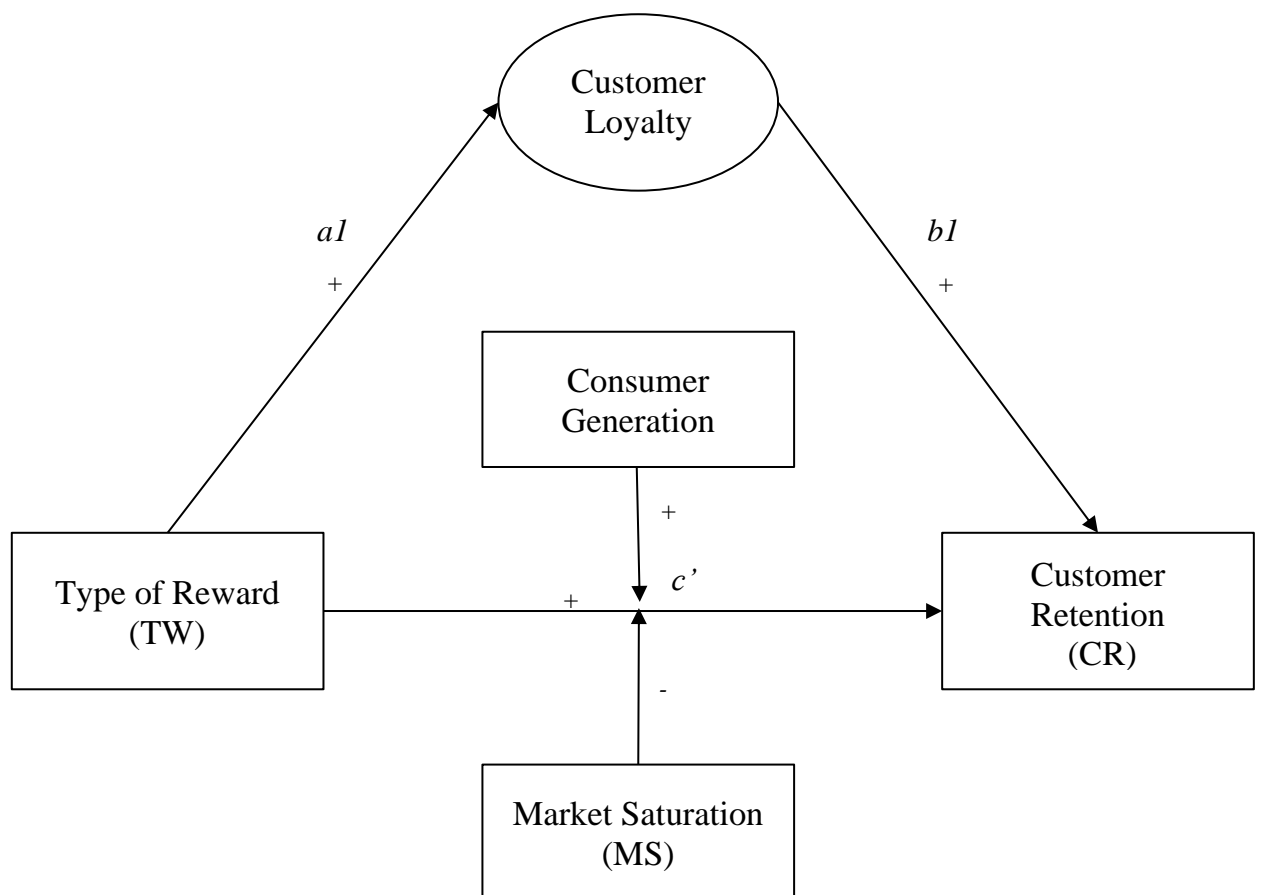 Customer
Loyalty
a1
+
b1
+
Consumer
Generation
+
Type of Reward
(TW)
+
c’
Customer
Retention
(CR)
-
Market Saturation
(MS)